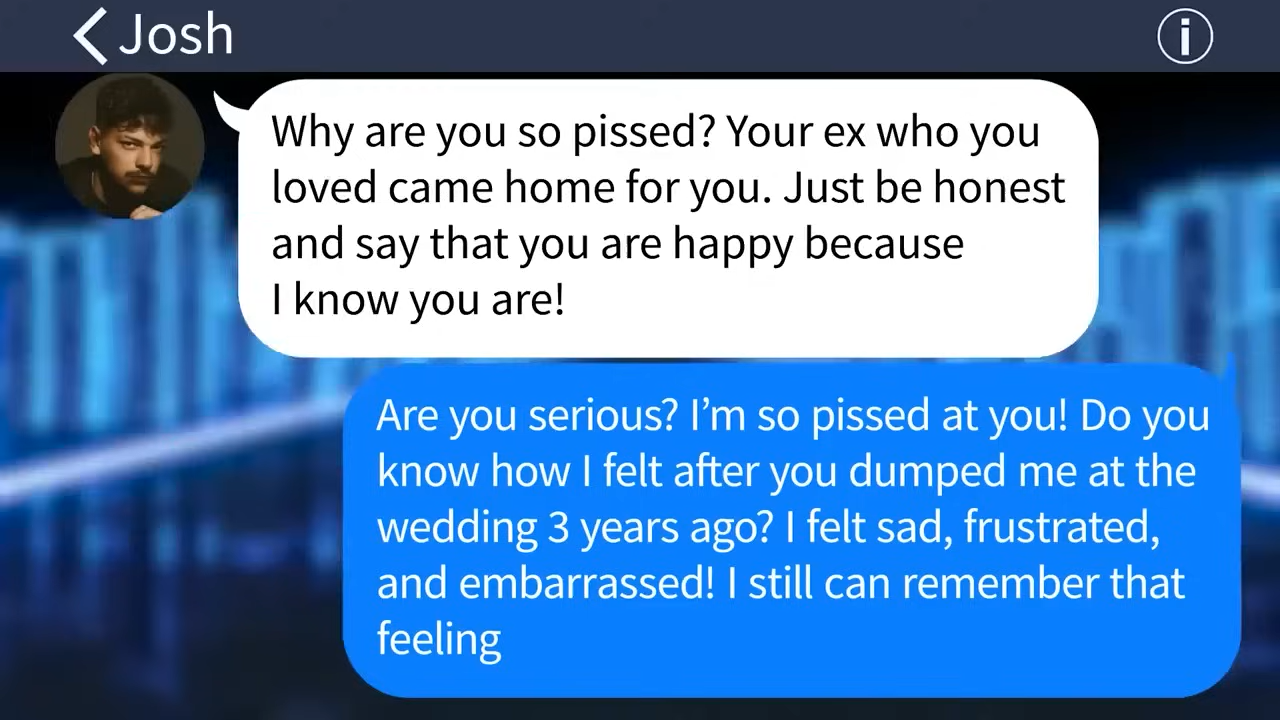 Josh
Why are you so pissed? Your ex who you
loved came home for you. Just be honest
and say that you are happy because
I know you are!
Are you serious? I’m so pissed at you! Do you
know how I felt after you dumped me at the
wedding 3 years ago? I felt sad, frustrated,
and embarrassed! I still can remember that
feeling